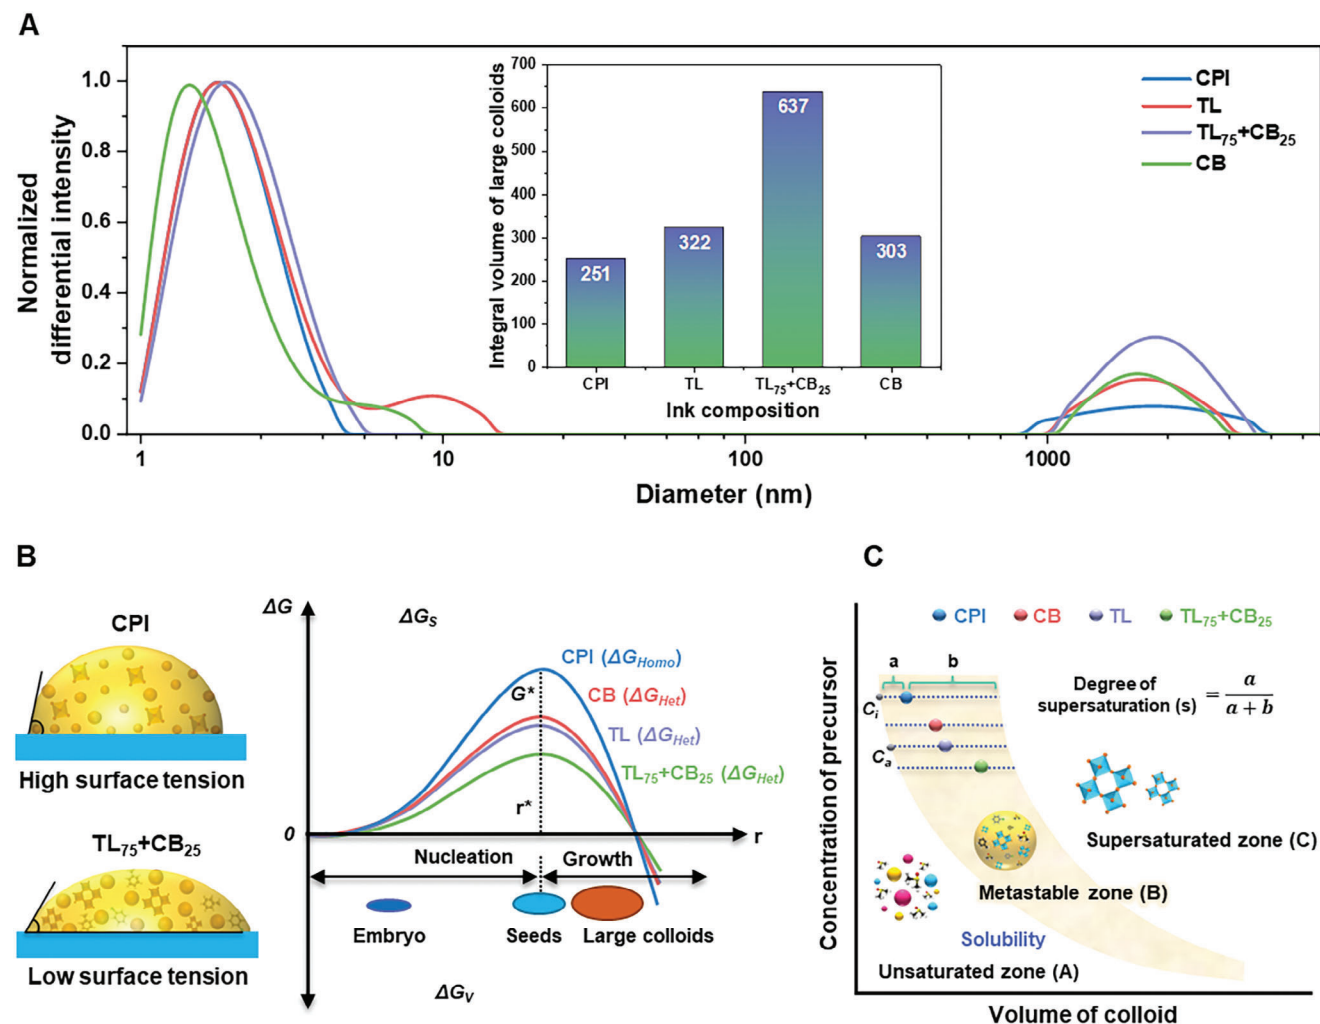 A
Normalized
differential intensity
1.0
0.8
0.6
0.4
0.2
0.0
1
10
100
1000
Diameter (nm)
CPI
TL
TL75+CB25
CB
Integral volume of large colloids
700
600
500
400
300
200
100
0
251
322
637
303
CPI
TL
TL75+CB25
CB
Ink composition
B
CPI
High surface tension
TL75+CB25
Low surface tension
ΔG
ΔGS
CPI (ΔGHomo)
G*
CB (ΔGHet)
TL (ΔGHet)
TL75+CB25 (ΔGHet)
r*
0
r
Nucleation
Growth
Embryo
Seeds
Large colloids
ΔGV
C
Concentration of precursor
CPI
CB
TL
TL75+CB25
a
b
Ci
Ca
Degree of
supersaturation (s) = a / a + b
Supersaturated zone (C)
Metastable zone (B)
Solubility
Unsaturated zone (A)
Volume of colloid